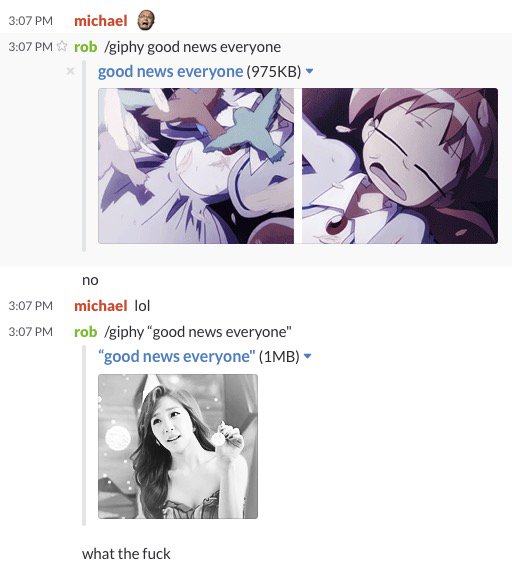 3:07 PM michael
3:07 PM rob /giphy good news everyone
good news everyone (975KB)
no
3:07 PM michael lol
3:07 PM rob /giphy “good news everyone"
“good news everyone" (1MB)
what the fuck